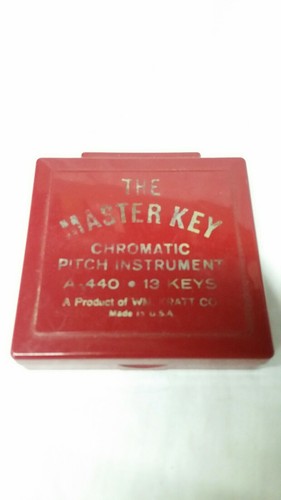 THE
MASTER KEY
CHROMATIC
PITCH INSTRUMENT
A-440 • 13 KEYS
A Product of WM. KRATT CO
Made in U.S.A.